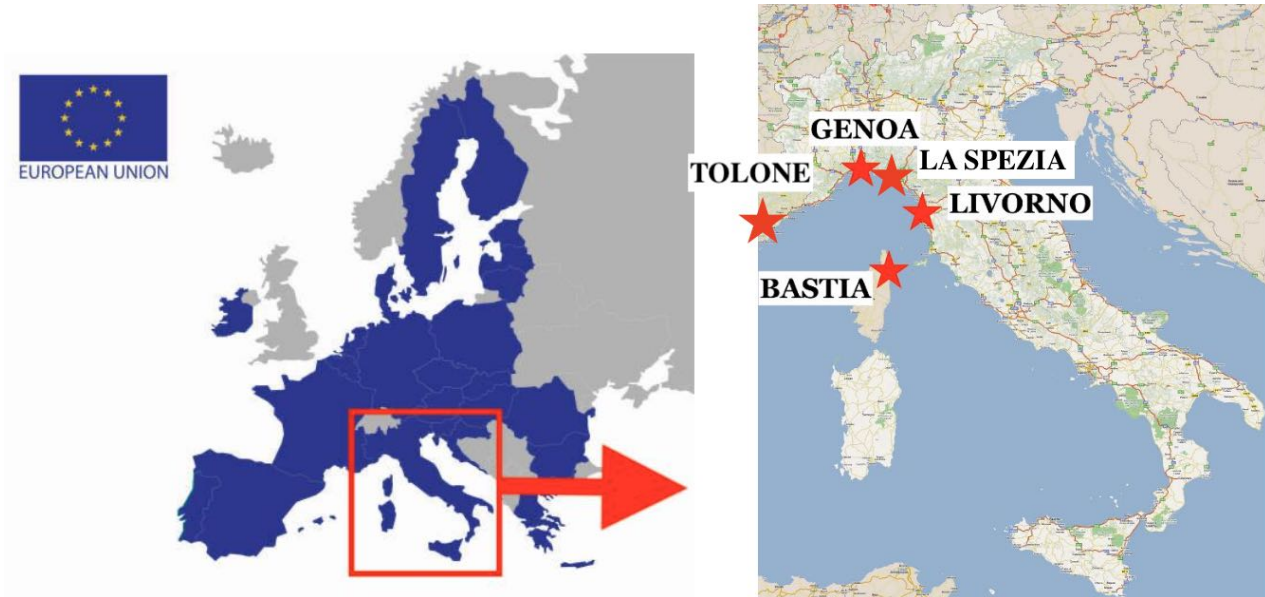 EUROPEAN UNION
GENOA
LA SPEZIA
TOLONE
LIVORNO
BASTIA